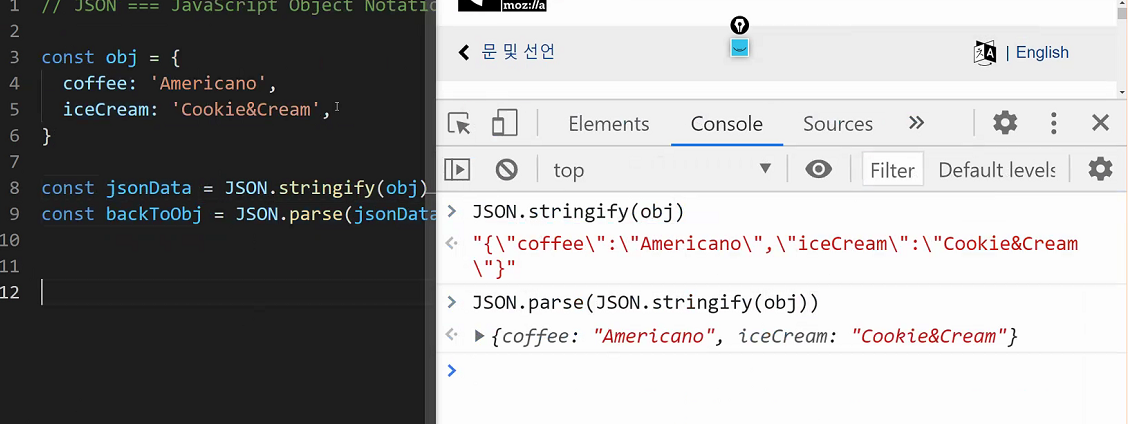 1 // JSON === JavaScript Object Notatio
2
3 const obj = {
4 coffee: 'Americano',
5 iceCream: 'Cookie&Cream',
6 }
7
8 const jsonData = JSON.stringify(obj)
9 const backToObj = JSON.parse(jsonData
10
11
12
moz://a
문 및 선언
| English
Elements Console Sources »
top Filter Default levels
> JSON.stringify(obj)
"{\"coffee\":\"Americano\",\"iceCream\":\"Cookie&Cream
\"}"
> JSON.parse(JSON.stringify(obj))
{coffee: "Americano", iceCream: "Cookie&Cream"}
>